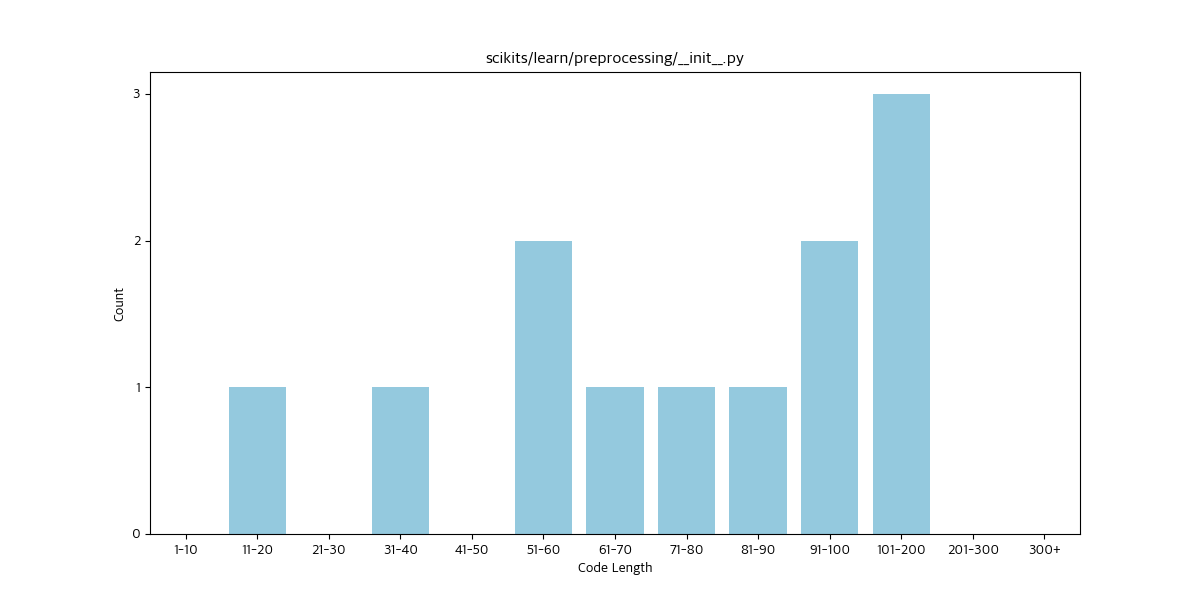 scikits/learn/preprocessing/__init__.py
3
2
1
0
Count
1-10 11-20 21-30 31-40 41-50 51-60 61-70 71-80 81-90 91-100 101-200 201-300 300+
Code Length